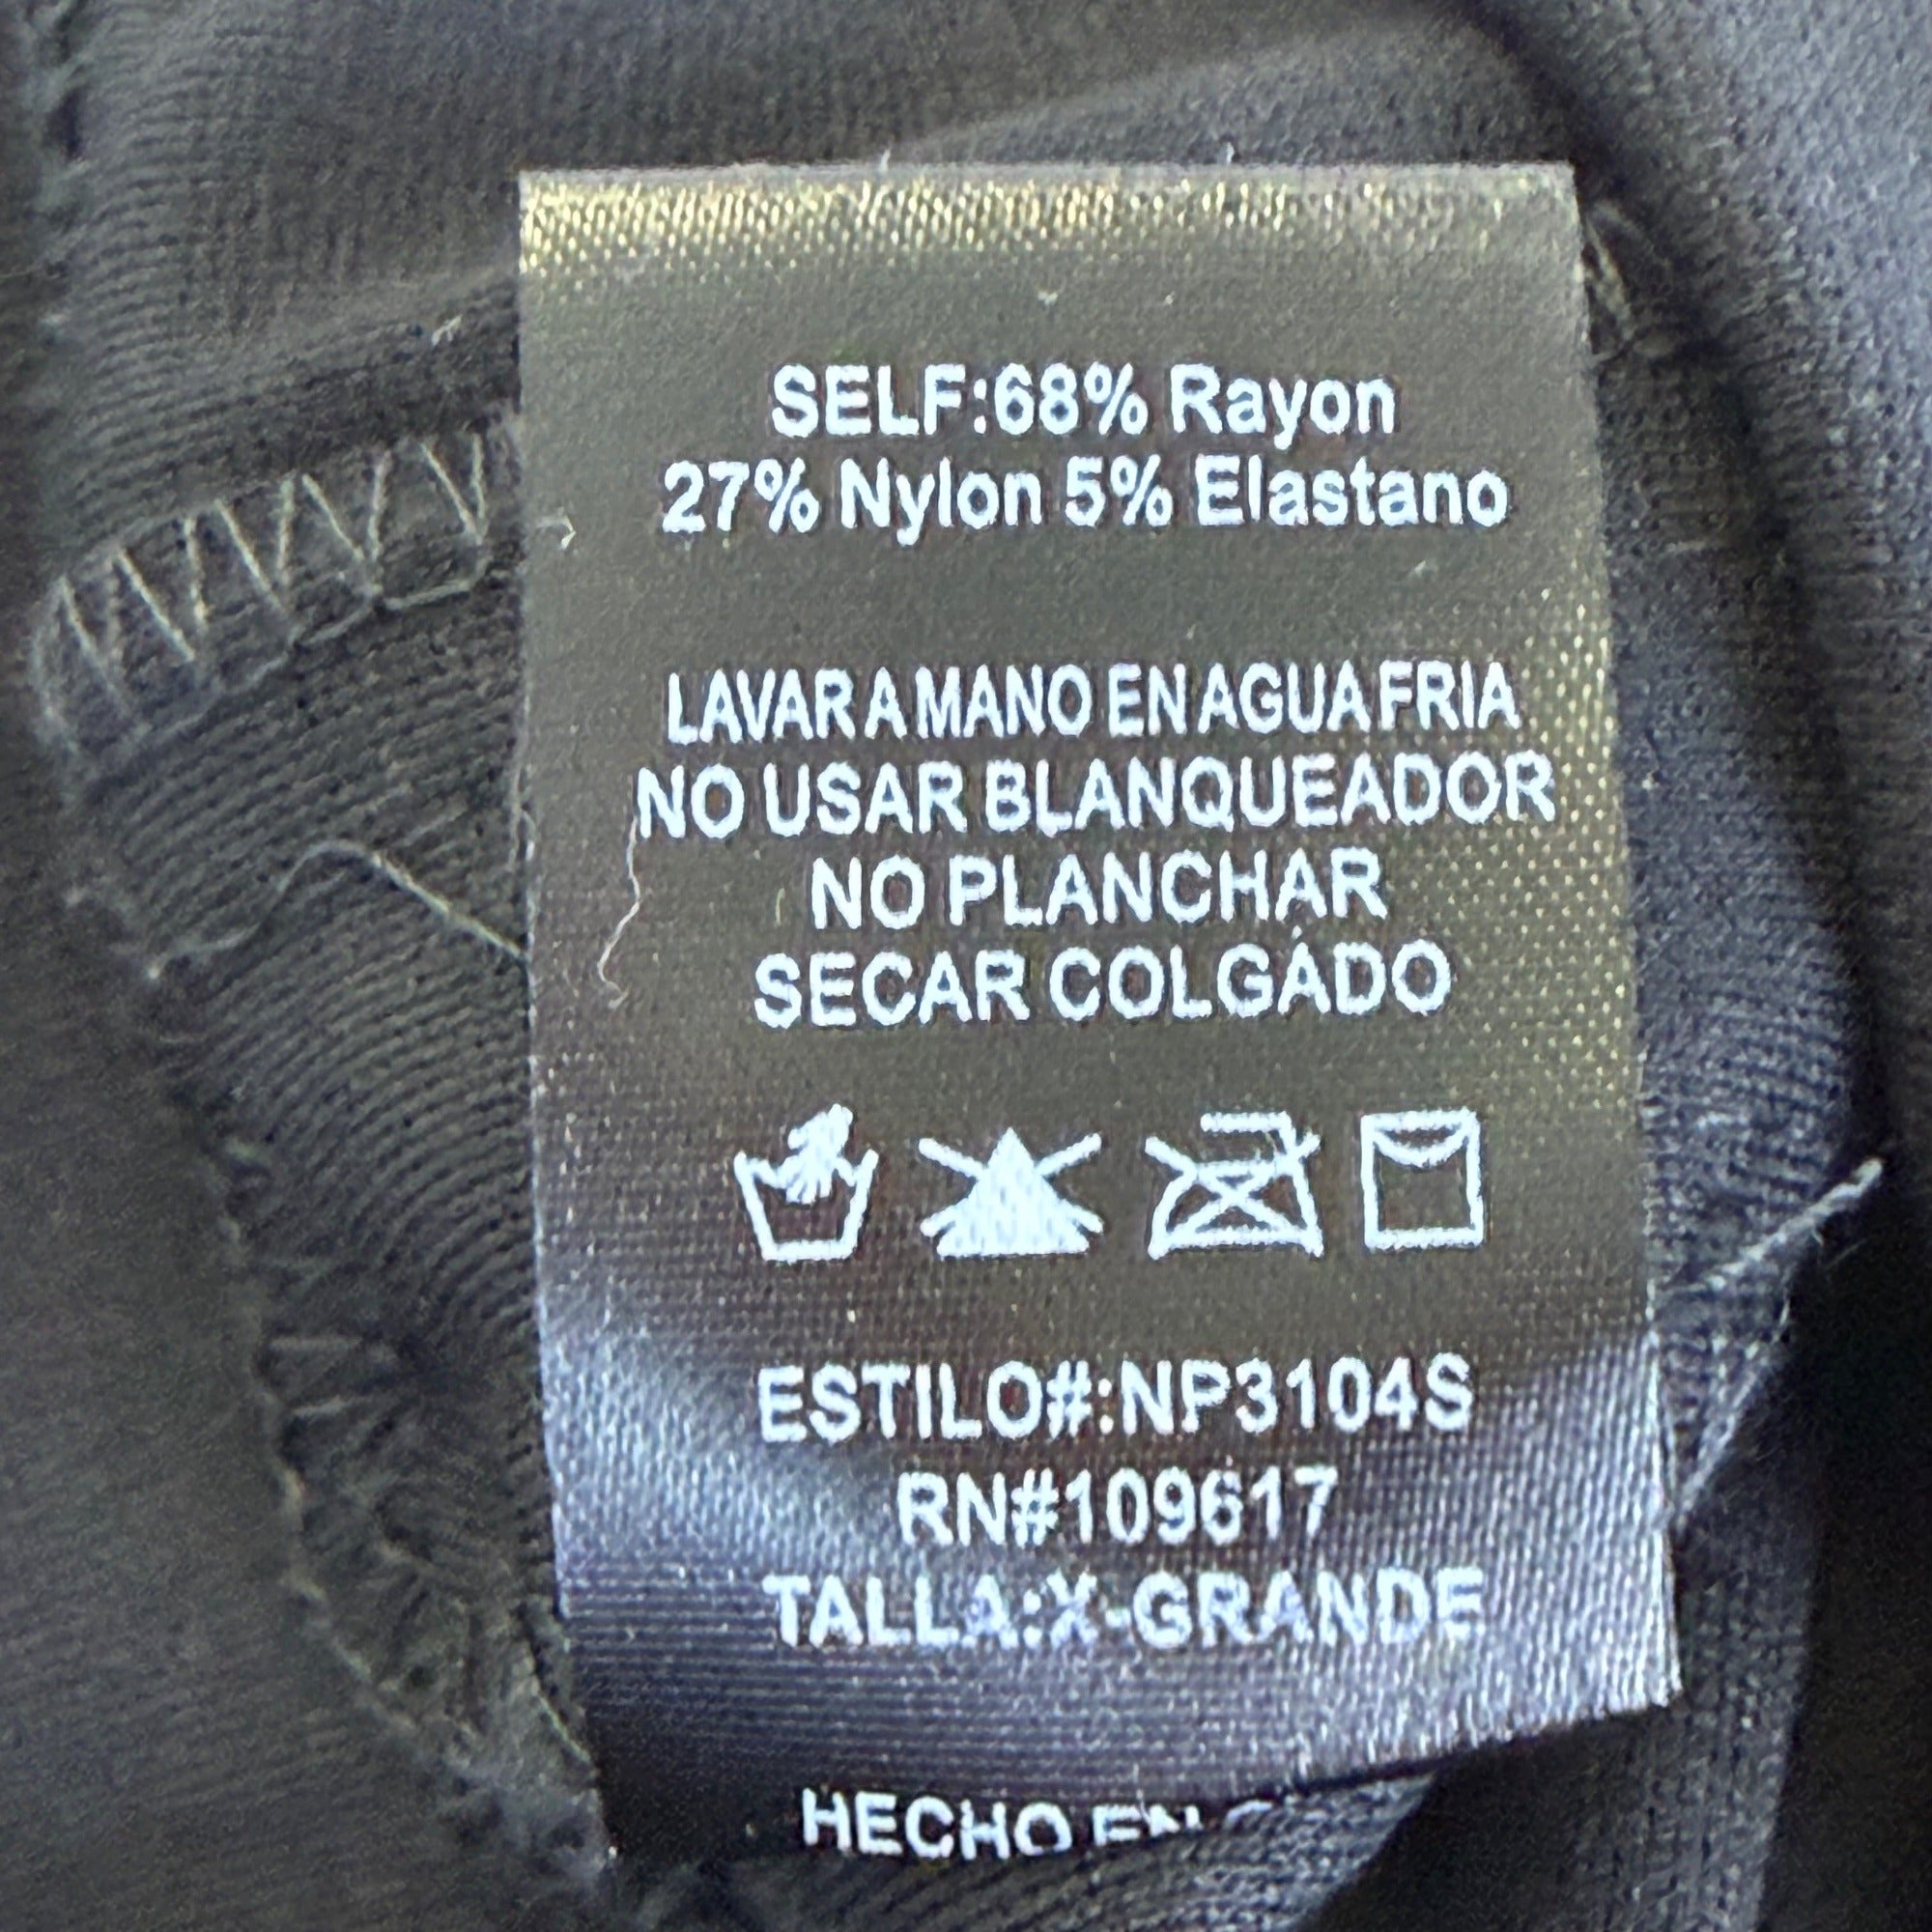 SELF:68% Rayon
27% Nylon 5% Elastano
LAVAR A MANO EN AGUA FRIA
NO USAR BLANQUEADOR
NO PLANCHAR
SECAR COLGADO
ESTILO#:NP3104S
RN#109617
TALLA:X-GRANDE
HECHO EN